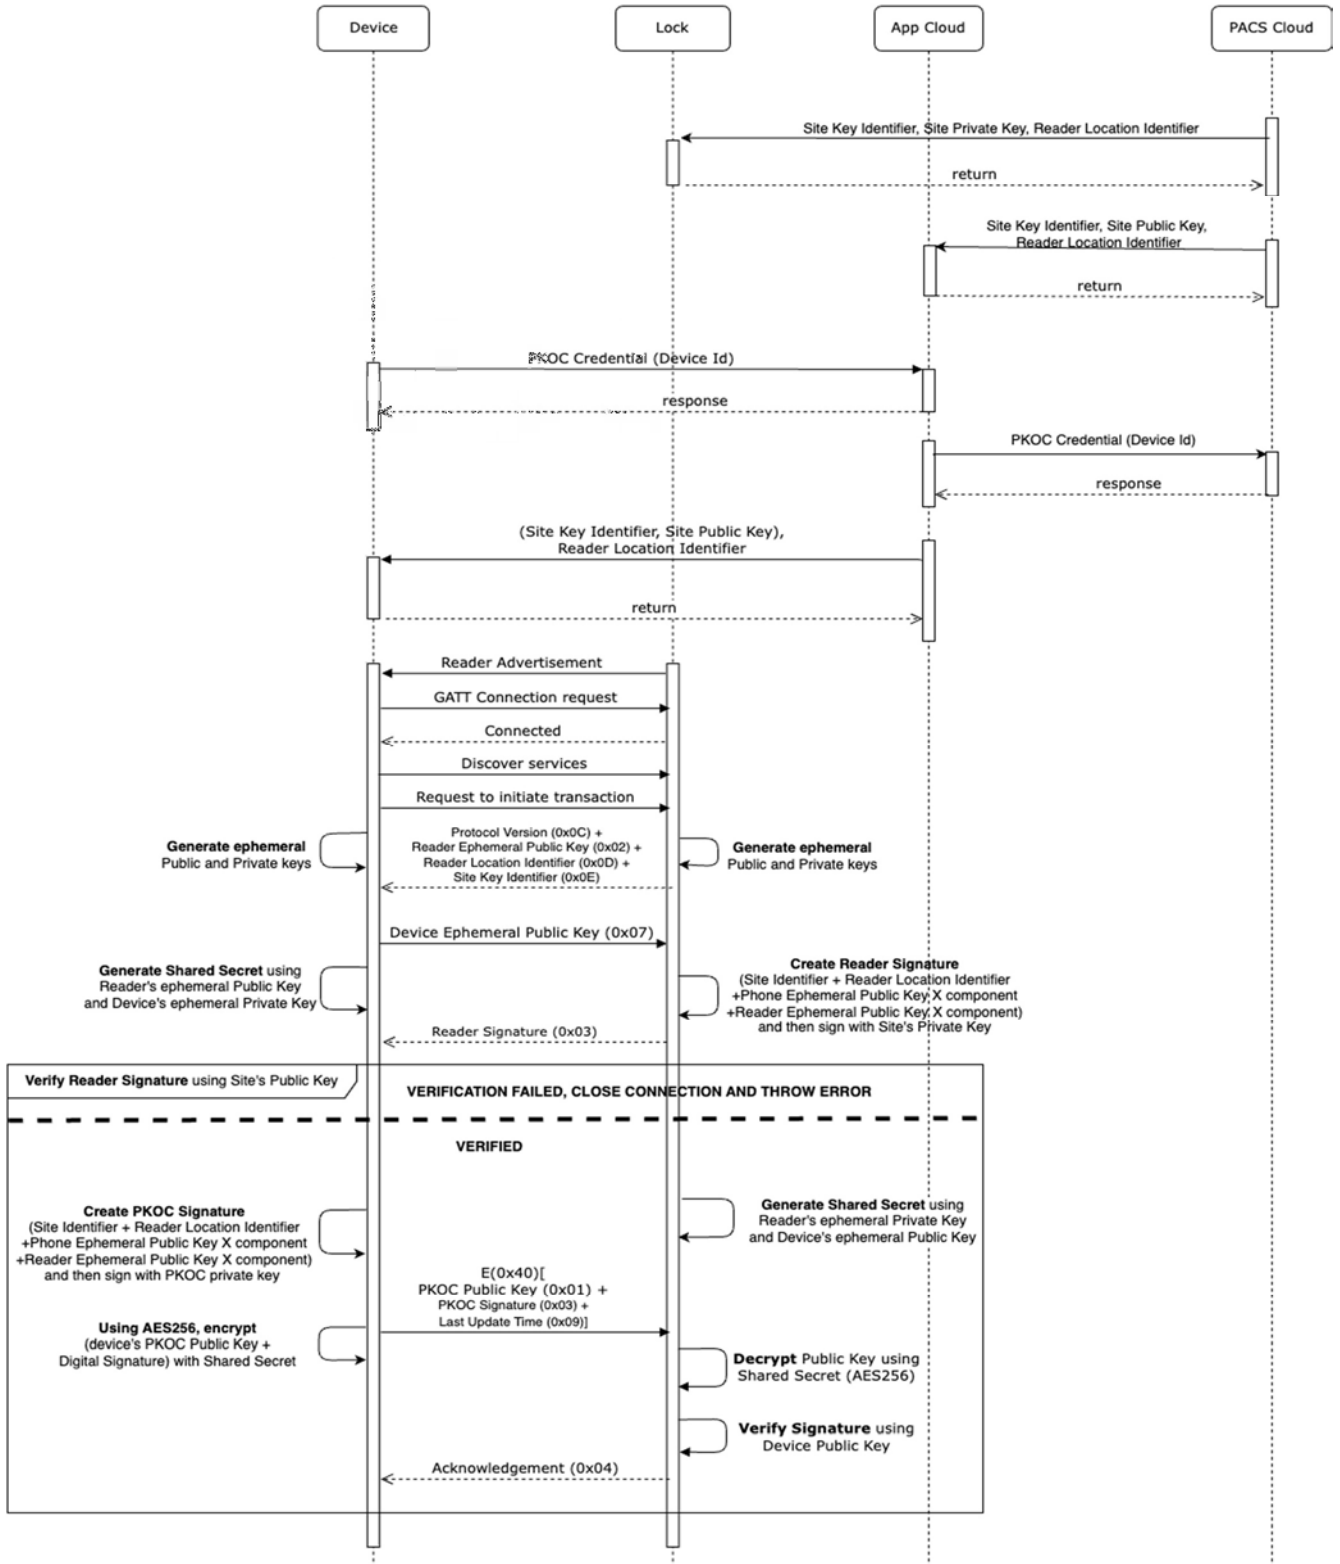 Device
Lock
App Cloud
PACS Cloud
Site Key Identifier, Site Private Key, Reader Location Identifier
return
Site Key Identifier, Site Public Key,
Reader Location Identifier
return
PKOC Credential (Device Id)
response
PKOC Credential (Device Id)
response
(Site Key Identifier, Site Public Key),
Reader Location Identifier
return
Reader Advertisement
GATT Connection request
Connected
Discover services
Request to initiate transaction
Generate ephemeral
Public and Private keys
Protocol Version (0x0C) +
Reader Ephemeral Public Key (0x02) +
Reader Location Identifier (0x0D) +
Site Key Identifier (0x0E)
Generate ephemeral
Public and Private keys
Device Ephemeral Public Key (0x07)
Generate Shared Secret using
Reader's ephemeral Public Key
and Device's ephemeral Private Key
Create Reader Signature
(Site Identifier + Reader Location Identifier
+Phone Ephemeral Public Key X component
+Reader Ephemeral Public Key X component)
and then sign with Site's Private Key
Reader Signature (0x03)
Verify Reader Signature using Site's Public Key
VERIFICATION FAILED, CLOSE CONNECTION AND THROW ERROR
VERIFIED
Create PKOC Signature
(Site Identifier + Reader Location Identifier
+Phone Ephemeral Public Key X component
+Reader Ephemeral Public Key X component)
and then sign with PKOC private key
Generate Shared Secret using
Reader's ephemeral Private Key
and Device's ephemeral Public Key
E(0x40)[
PKOC Public Key (0x01) +
PKOC Signature (0x03) +
Last Update Time (0x09)]
Using AES256, encrypt
(device's PKOC Public Key +
Digital Signature) with Shared Secret
Decrypt Public Key using
Shared Secret (AES256)
Verify Signature using
Device Public Key
Acknowledgement (0x04)